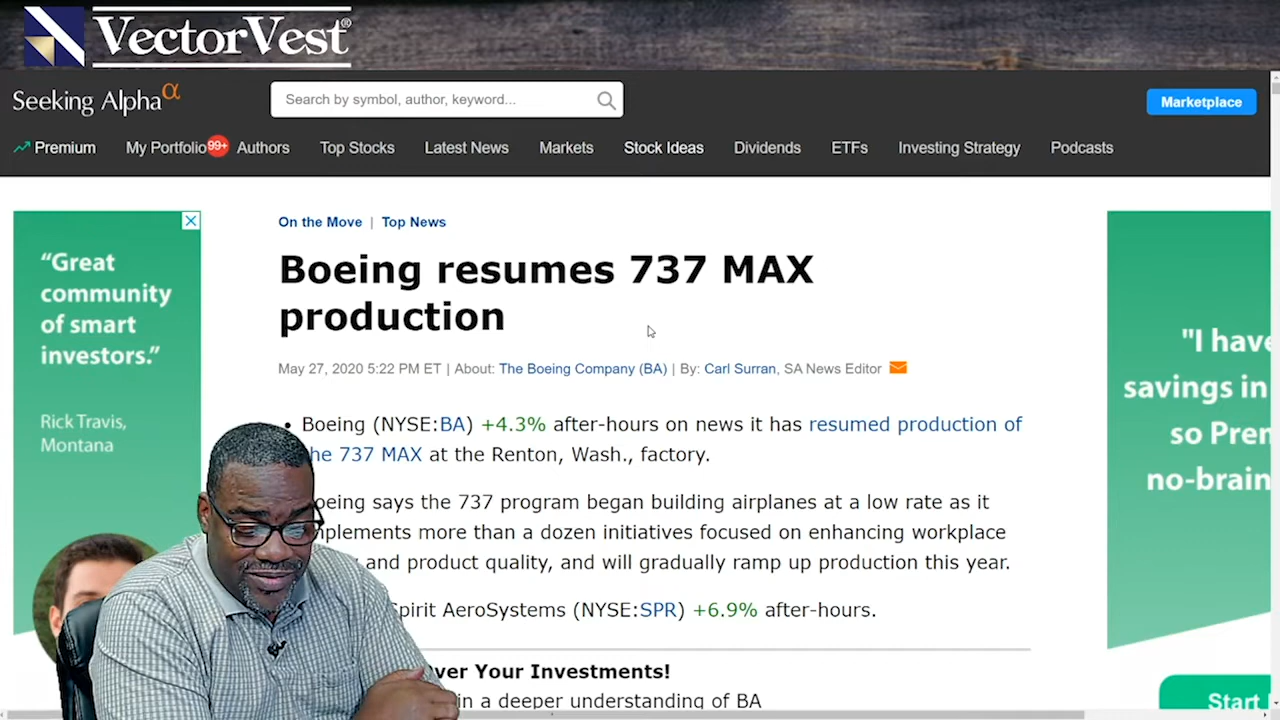 VectorVest®
Seeking Alpha α
Search by symbol, author, keyword...
Marketplace
Premium My Portfolio 99+ Authors Top Stocks Latest News Markets Stock Ideas Dividends ETFs Investing Strategy Podcasts
On the Move | Top News
Boeing resumes 737 MAX
production
May 27, 2020 5:22 PM ET | About: The Boeing Company (BA) | By: Carl Surran, SA News Editor
• Boeing (NYSE:BA) +4.3% after-hours on news it has resumed production of
he 737 MAX at the Renton, Wash., factory.
oeing says the 737 program began building airplanes at a low rate as it
mplements more than a dozen initiatives focused on enhancing workplace
and product quality, and will gradually ramp up production this year.
Spirit AeroSystems (NYSE:SPR) +6.9% after-hours.
ver Your Investments!
in a deeper understanding of BA
“Great
community
of smart
investors.”
Rick Travis,
Montana
"I have
savings in
so Pren
no-brain
Start